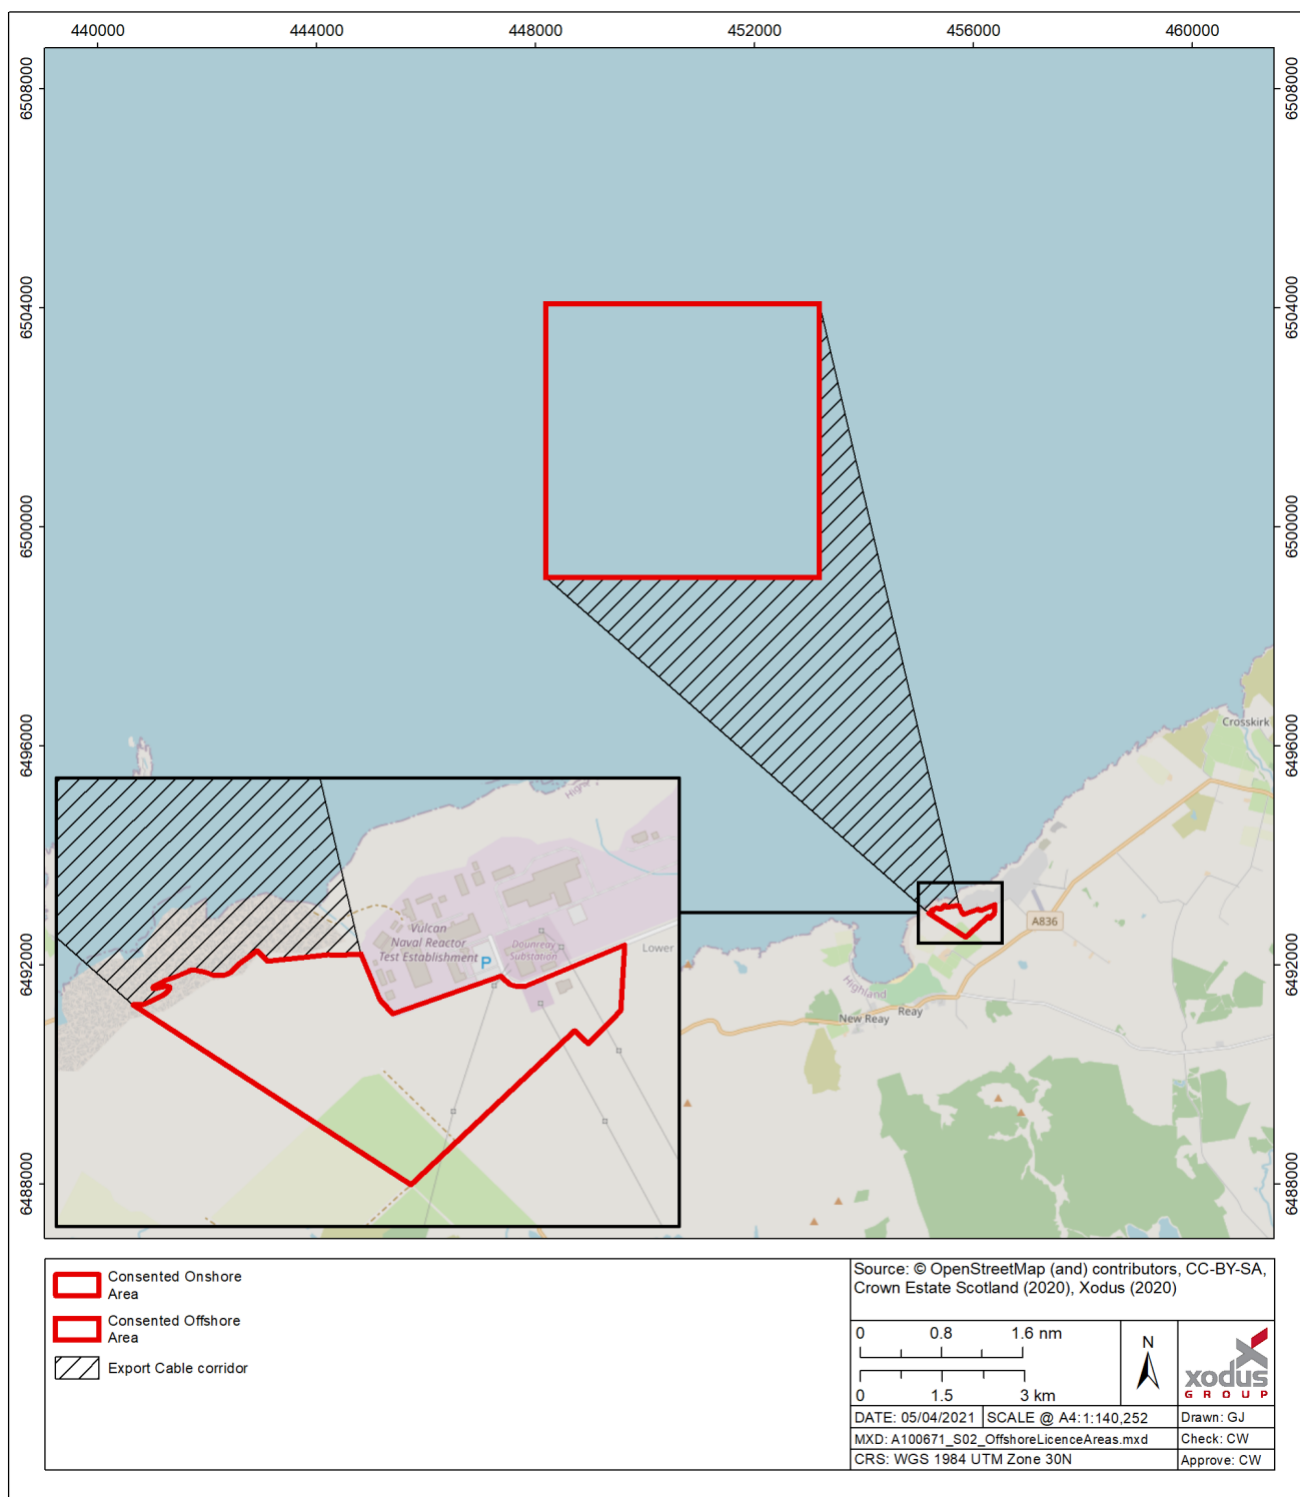 440000 444000 448000 452000 456000 460000
6508000 6508000
6504000 6504000
6500000 6500000
6496000 6496000
6492000 6492000
6488000 6488000
Crosskirk
A836
Highland
Reay
New Reay
Vulcan
Naval Reactor
Test Establishment
P
Dounreay
Substation
Lower
Consented Onshore
Area
Consented Offshore
Area
Export Cable corridor
Source: © OpenStreetMap (and) contributors, CC-BY-SA,
Crown Estate Scotland (2020), Xodus (2020)
0 0.8 1.6 nm
0 1.5 3 km
N
xodus
GROUP
DATE: 05/04/2021 SCALE @ A4:1:140,252 Drawn: GJ
MXD: A100671_S02_OffshoreLicenceAreas.mxd Check: CW
CRS: WGS 1984 UTM Zone 30N Approve: CW